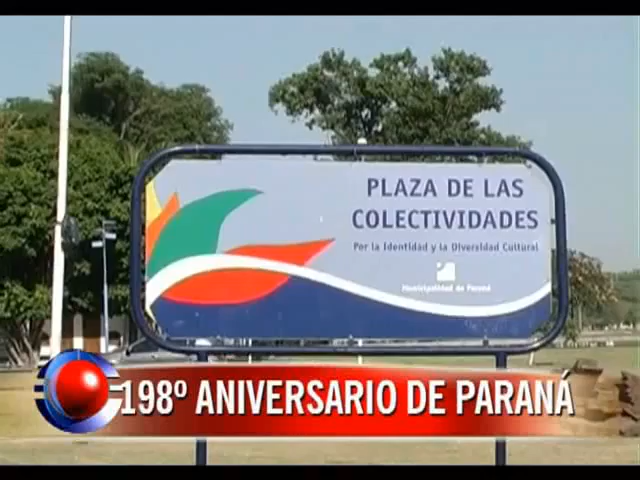 PLAZA DE LAS
COLECTIVIDADES
Por la Identidad y la Diversidad Cultural
Municipalidad de Paraná
198º ANIVERSARIO DE PARANÁ